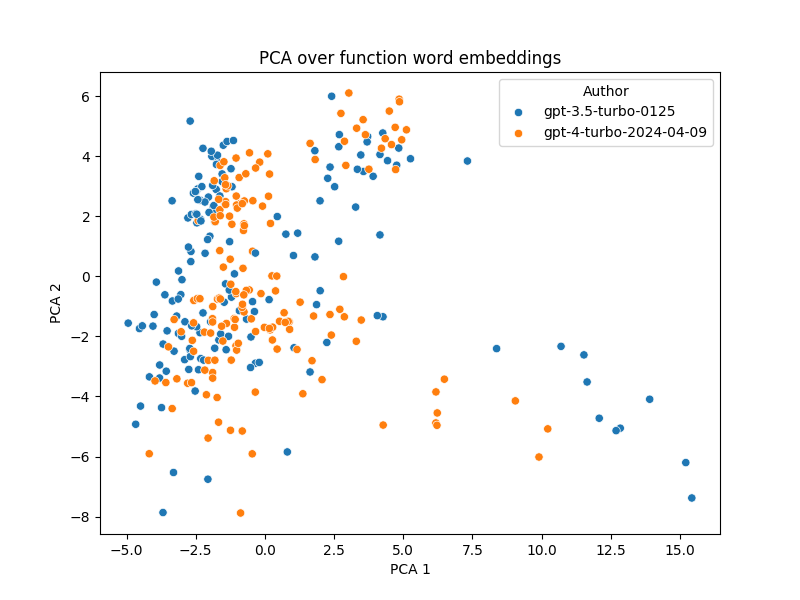 PCA over function word embeddings
Author
gpt-3.5-turbo-0125
gpt-4-turbo-2024-04-09
6
4
2
0
−2
−4
−6
−8
PCA 2
−5.0 −2.5 0.0 2.5 5.0 7.5 10.0 12.5 15.0
PCA 1